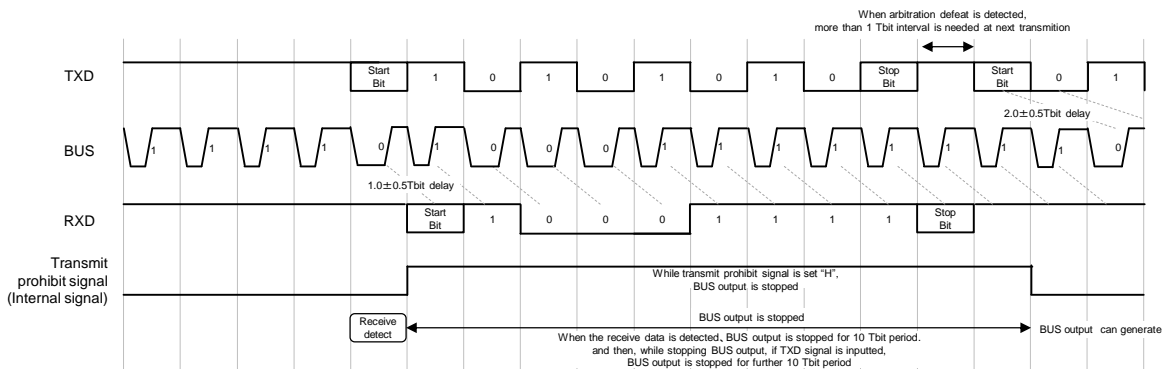 When arbitration defeat is detected,
more than 1 Tbit interval is needed at next transmition
TXD
Start
Bit
1 0 1 0 1 0 1 0
Stop
Bit
Start
Bit
0 1
2.0±0.5Tbit delay
BUS
1 1 1 1 0 1 0 0 0 1 1 1 1 1 1 1 1 0
1.0±0.5Tbit delay
RXD
Start
Bit
1 0 0 0 1 1 1 1
Stop
Bit
Transmit
prohibit signal
(Internal signal)
While transmit prohibit signal is set "H",
BUS output is stopped
Receive
detect
BUS output is stopped
BUS output can generate
When the receive data is detected, BUS output is stopped for 10 Tbit period.
and then, while stopping BUS output, if TXD signal is inputted,
BUS output is stopped for further 10 Tbit period